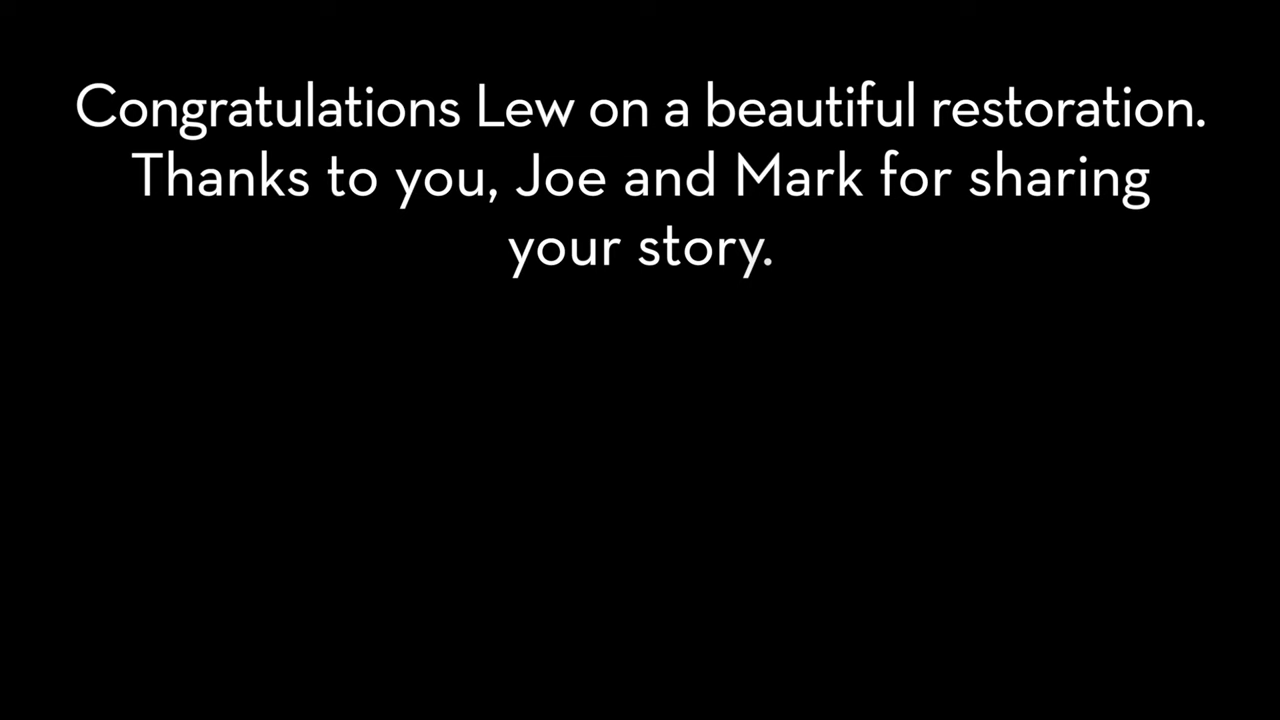 Congratulations Lew on a beautiful restoration.
Thanks to you, Joe and Mark for sharing
your story.